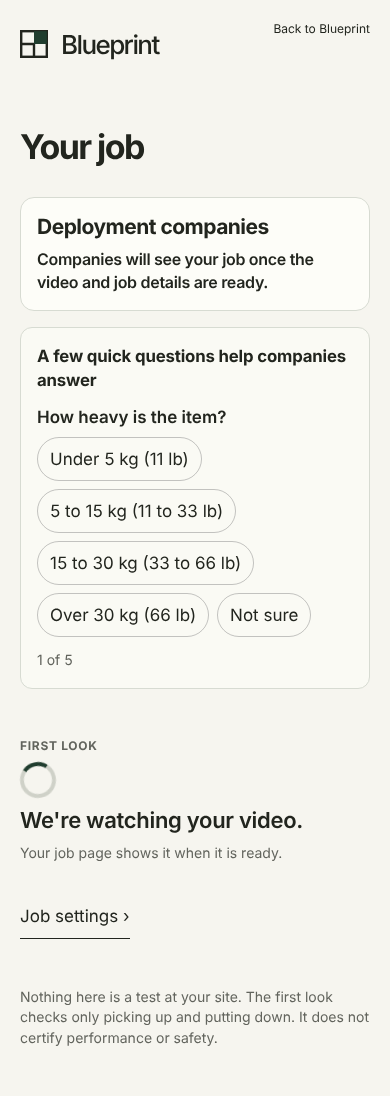 Blueprint
Back to Blueprint
Your job
Deployment companies
Companies will see your job once the
video and job details are ready.
A few quick questions help companies
answer
How heavy is the item?
Under 5 kg (11 lb)
5 to 15 kg (11 to 33 lb)
15 to 30 kg (33 to 66 lb)
Over 30 kg (66 lb)
Not sure
1 of 5
FIRST LOOK
We're watching your video.
Your job page shows it when it is ready.
Job settings ›
Nothing here is a test at your site. The first look
checks only picking up and putting down. It does not
certify performance or safety.